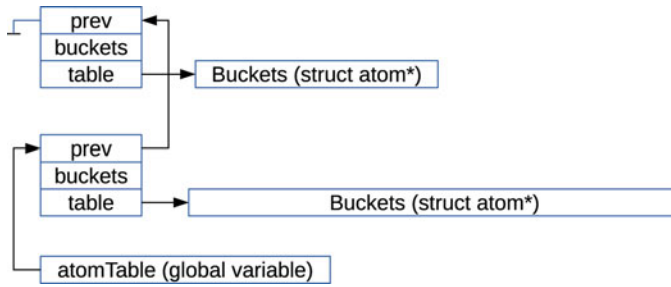 prev
buckets
table
Buckets (struct atom*)
prev
buckets
table
Buckets (struct atom*)
atomTable (global variable)